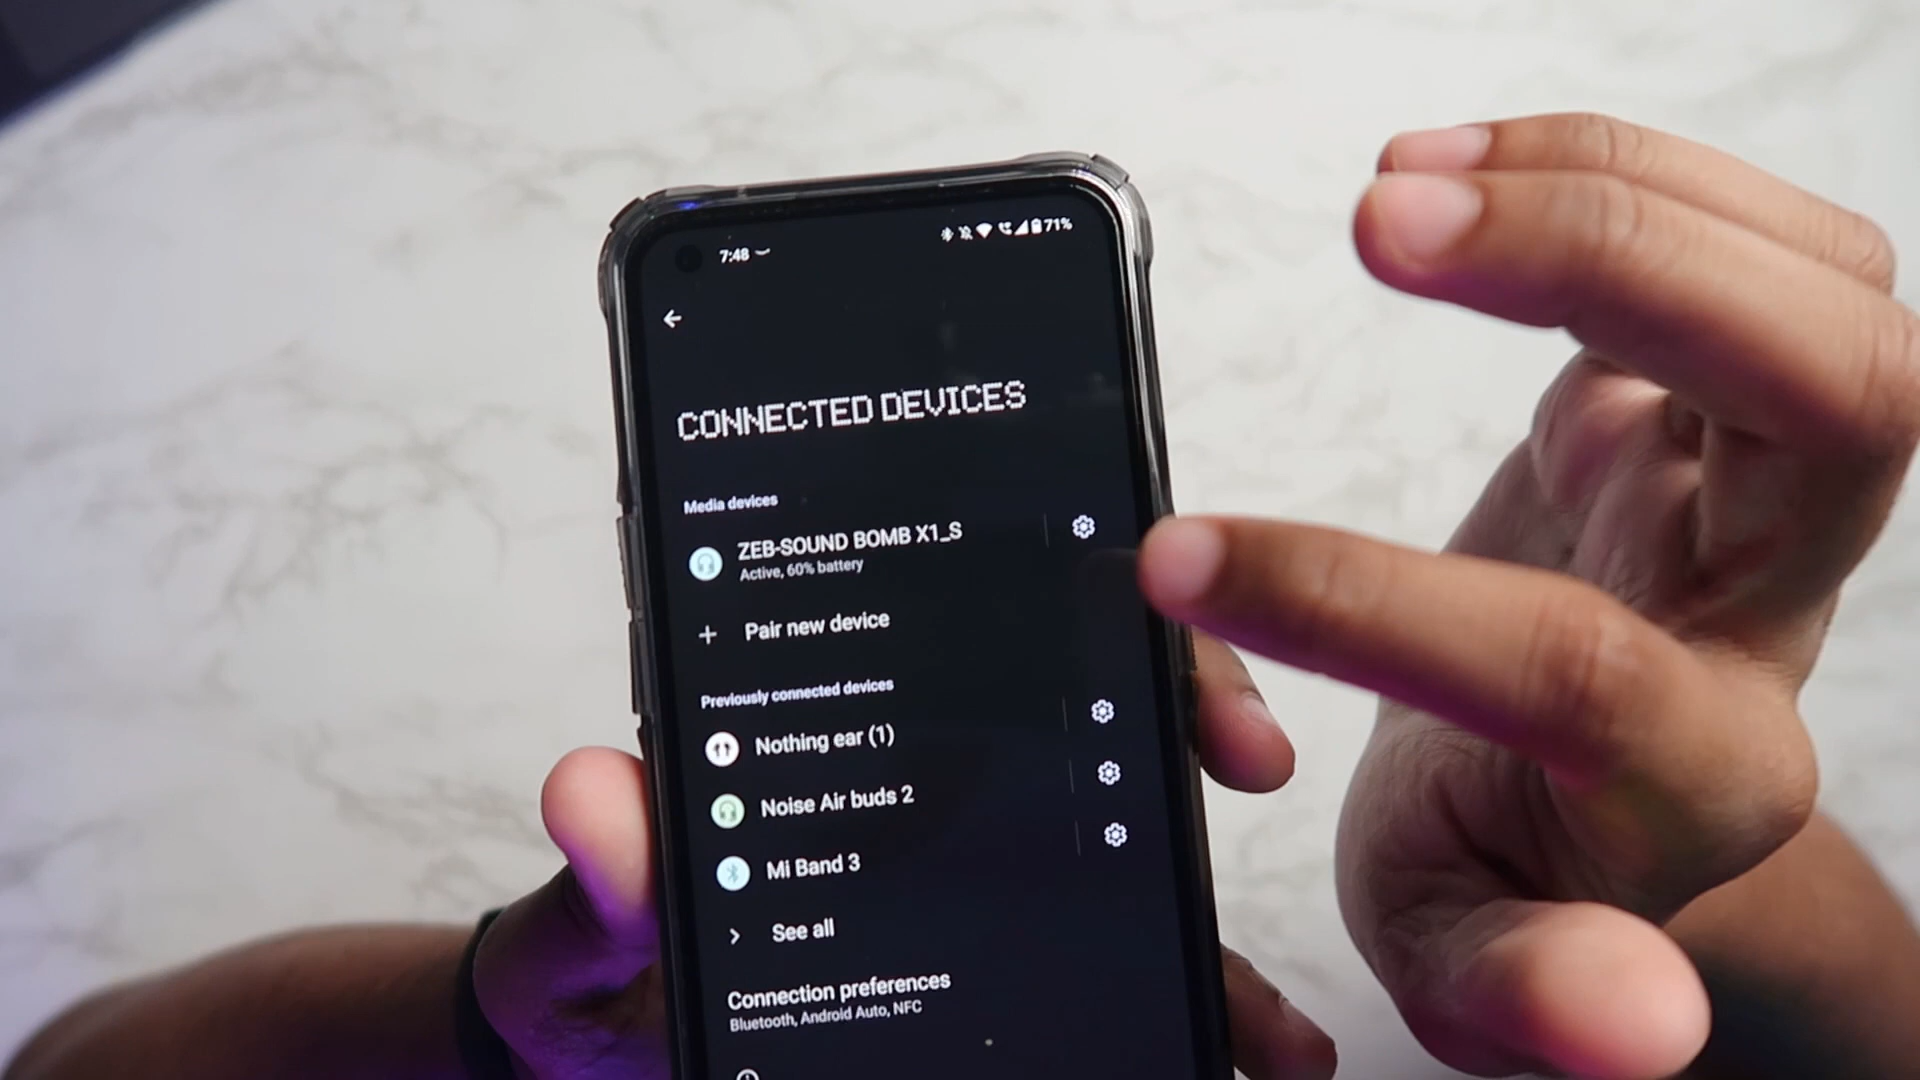 7:48 71%
CONNECTED DEVICES
Media devices
ZEB-SOUND BOMB X1_S
Active, 60% battery
Pair new device
Previously connected devices
Nothing ear (1)
Noise Air buds 2
Mi Band 3
See all
Connection preferences
Bluetooth, Android Auto, NFC